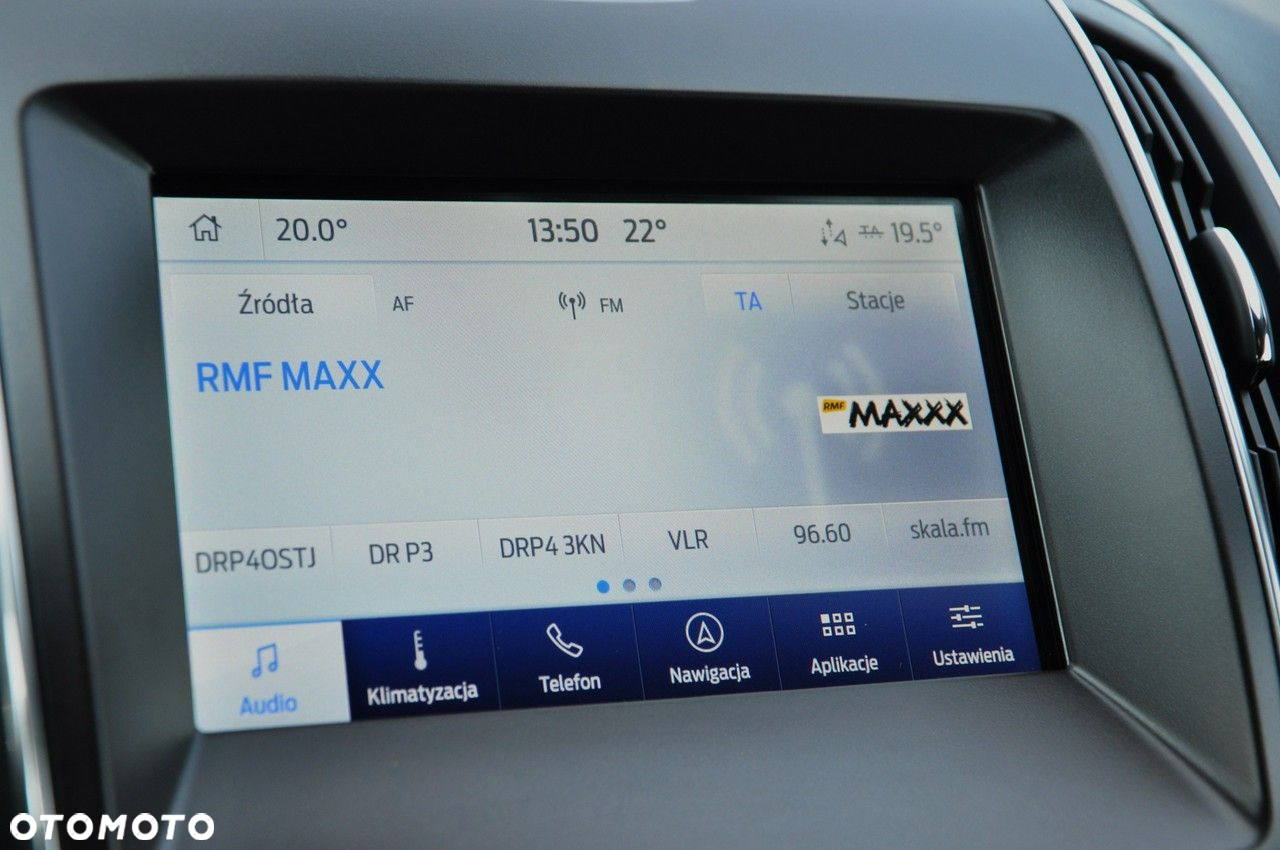 20.0° 13:50 22° TA 19.5°
Źródła AF FM TA Stacje
RMF MAXX
RMF MAXXX
DRP4OSTJ DR P3 DRP4 3KN VLR 96.60 skala.fm
Audio Klimatyzacja Telefon Nawigacja Aplikacje Ustawienia
OTOMOTO